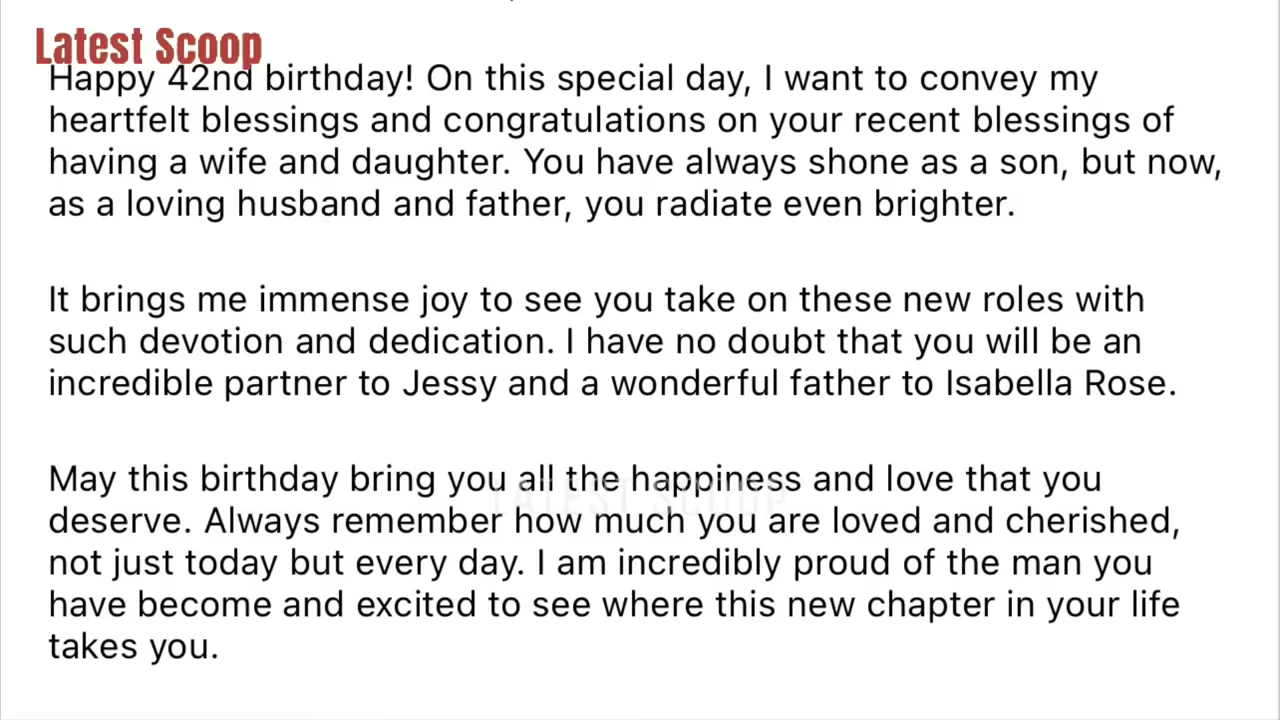 Latest Scoop
Happy 42nd birthday! On this special day, I want to convey my
heartfelt blessings and congratulations on your recent blessings of
having a wife and daughter. You have always shone as a son, but now,
as a loving husband and father, you radiate even brighter.
It brings me immense joy to see you take on these new roles with
such devotion and dedication. I have no doubt that you will be an
incredible partner to Jessy and a wonderful father to Isabella Rose.
May this birthday bring you all the happiness and love that you
LATEST SCOOP
deserve. Always remember how much you are loved and cherished,
not just today but every day. I am incredibly proud of the man you
have become and excited to see where this new chapter in your life
takes you.